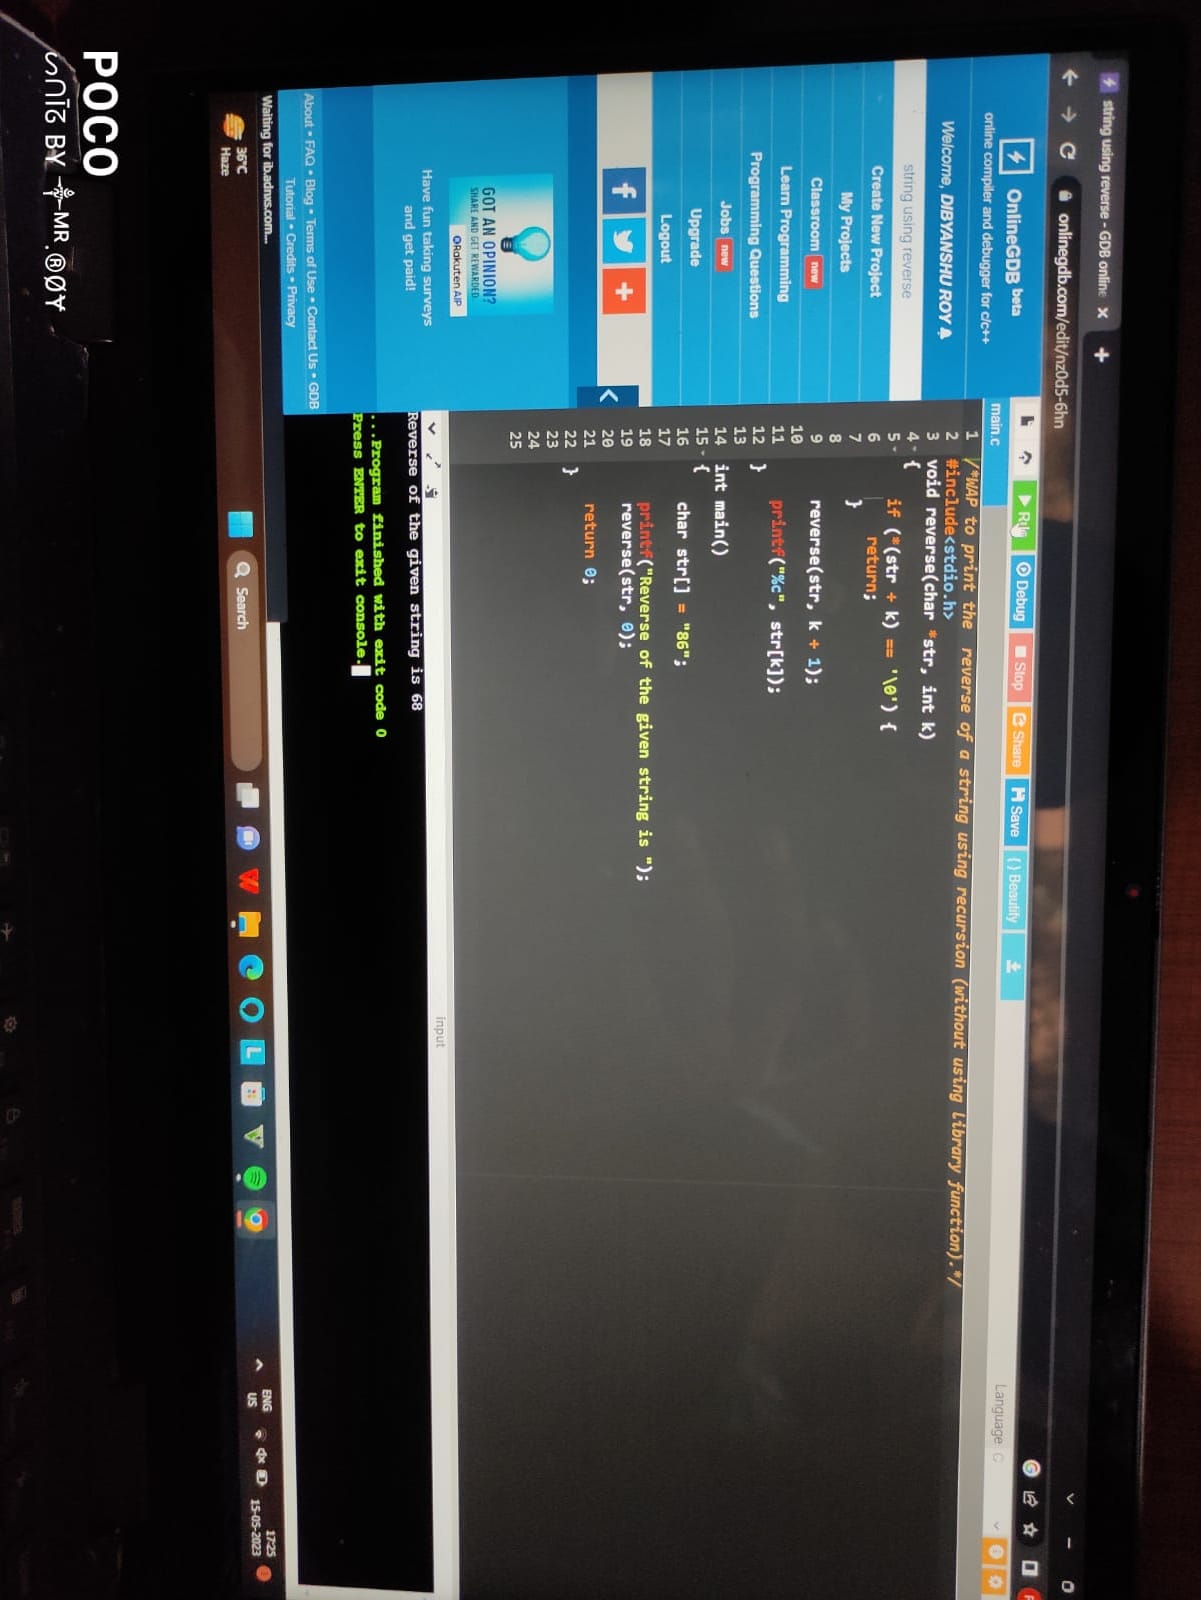 string using reverse - GDB online
onlinegdb.com/edit/nz0d5-6hn
OnlineGDB beta
online compiler and debugger for c/c++
Welcome, DIBYANSHU ROY
string using reverse
Create New Project
My Projects
Classroom new
Learn Programming
Programming Questions
Jobs new
Upgrade
Logout
GOT AN OPINION?
SHARE AND GET REWARDED.
Rakuten AIP
Have fun taking surveys
and get paid!
About • FAQ • Blog • Terms of Use • Contact Us • GDB
Tutorial • Credits • Privacy
Waiting for ib.adnxs.com...
Debug Stop Share Save {} Beautify
Language C
main.c
1 /*WAP to print the  reverse of a string using recursion (without using library function).*/
2 #include<stdio.h>
3 void reverse(char *str, int k)
4 {
5     if (*(str + k) == '\0') {
6         return;
7     }
8
9     reverse(str, k + 1);
10
11     printf("%c", str[k]);
12 }
13
14 int main()
15 {
16     char str[] = "86";
17
18     printf("Reverse of the given string is ");
19     reverse(str, 0);
20
21     return 0;
22 }
23
24
25
input
Reverse of the given string is 68
...Program finished with exit code 0
Press ENTER to exit console.
36°C
Haze
Search
ENG
US
17:25
15-05-2023
POCO
BY MR.®ØɎ